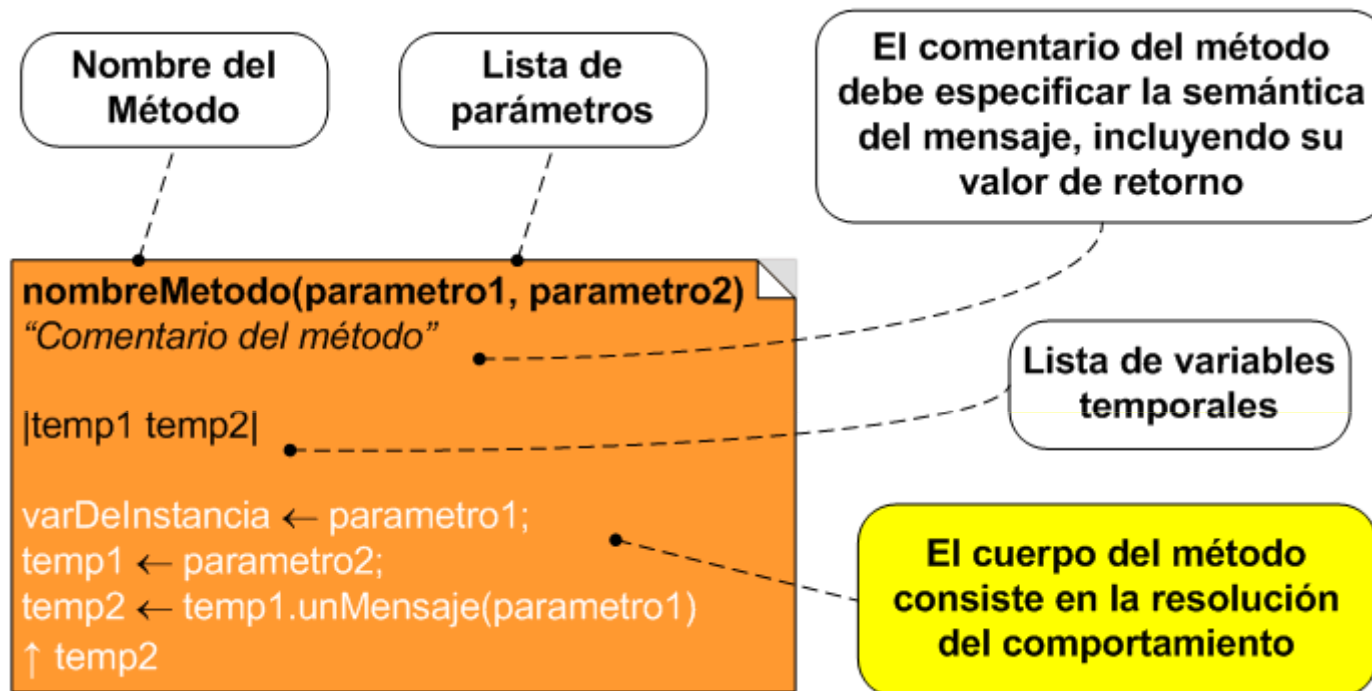 Nombre del
Método
Lista de
parámetros
El comentario del método
debe especificar la semántica
del mensaje, incluyendo su
valor de retorno
nombreMetodo(parametro1, parametro2)
“Comentario del método”
|temp1 temp2|
Lista de variables
temporales
varDeInstancia ← parametro1;
temp1 ← parametro2;
temp2 ← temp1.unMensaje(parametro1)
↑ temp2
El cuerpo del método
consiste en la resolución
del comportamiento